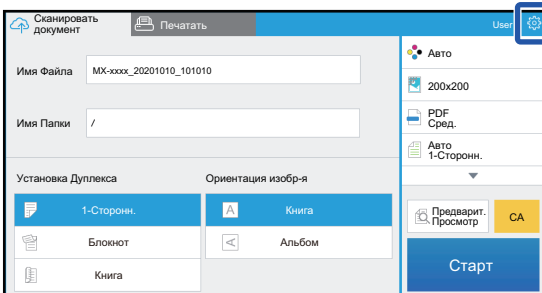 Сканировать
документ
Печатать
User
Имя Файла
MX-xxxx_20201010_101010
Имя Папки
/
Установка Дуплекса
Ориентация изобр-я
1-Сторонн.
Блокнот
Книга
A
Книга
A
Альбом
Авто
200x200
PDF
Сред.
Авто
1-Сторонн.
Предварит.
Просмотр
CA
Старт